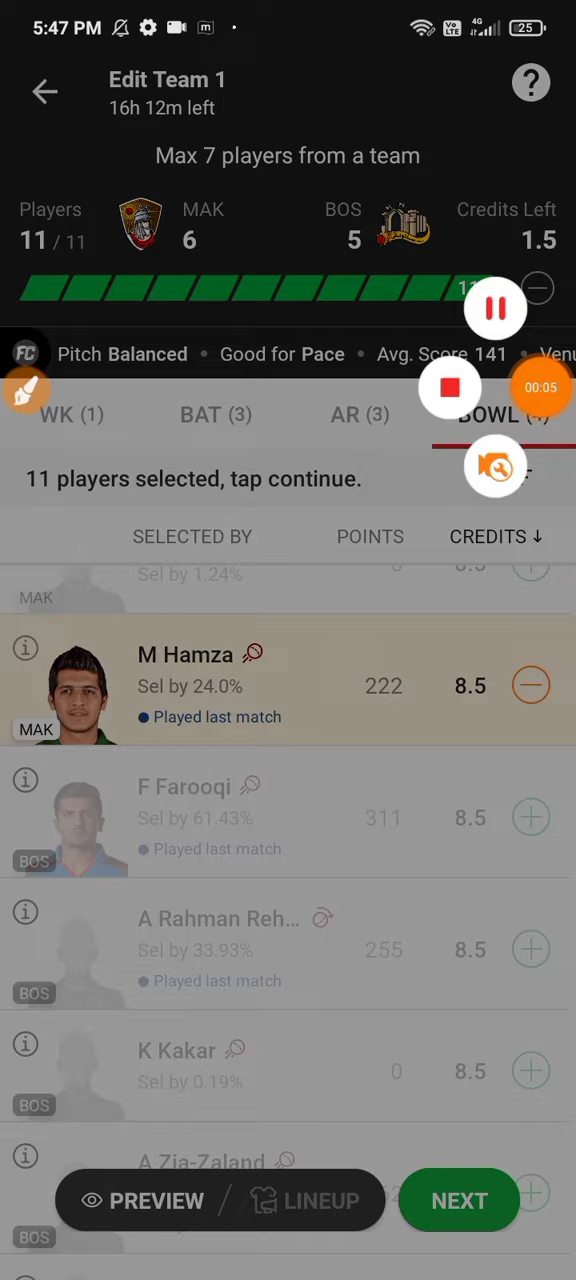 5:47 PM m 4G Vo LTE 25
Edit Team 1 ?
16h 12m left
Max 7 players from a team
Players MAK BOS Credits Left
11 / 11 6 5 1.5
FC Pitch Balanced • Good for Pace • Avg. Score 141 • Venu
00:05
WK (1) BAT (3) AR (3) BOWL (4)
11 players selected, tap continue.
SELECTED BY POINTS CREDITS ↓
Sel by 1.24% 0 8.5
MAK
M Hamza
Sel by 24.0% 222 8.5
Played last match
MAK
F Farooqi
Sel by 61.43% 311 8.5
Played last match
BOS
A Rahman Reh...
Sel by 33.93% 255 8.5
Played last match
BOS
K Kakar
Sel by 0.19% 0 8.5
BOS
A Zia-Zaland
PREVIEW / LINEUP NEXT
BOS